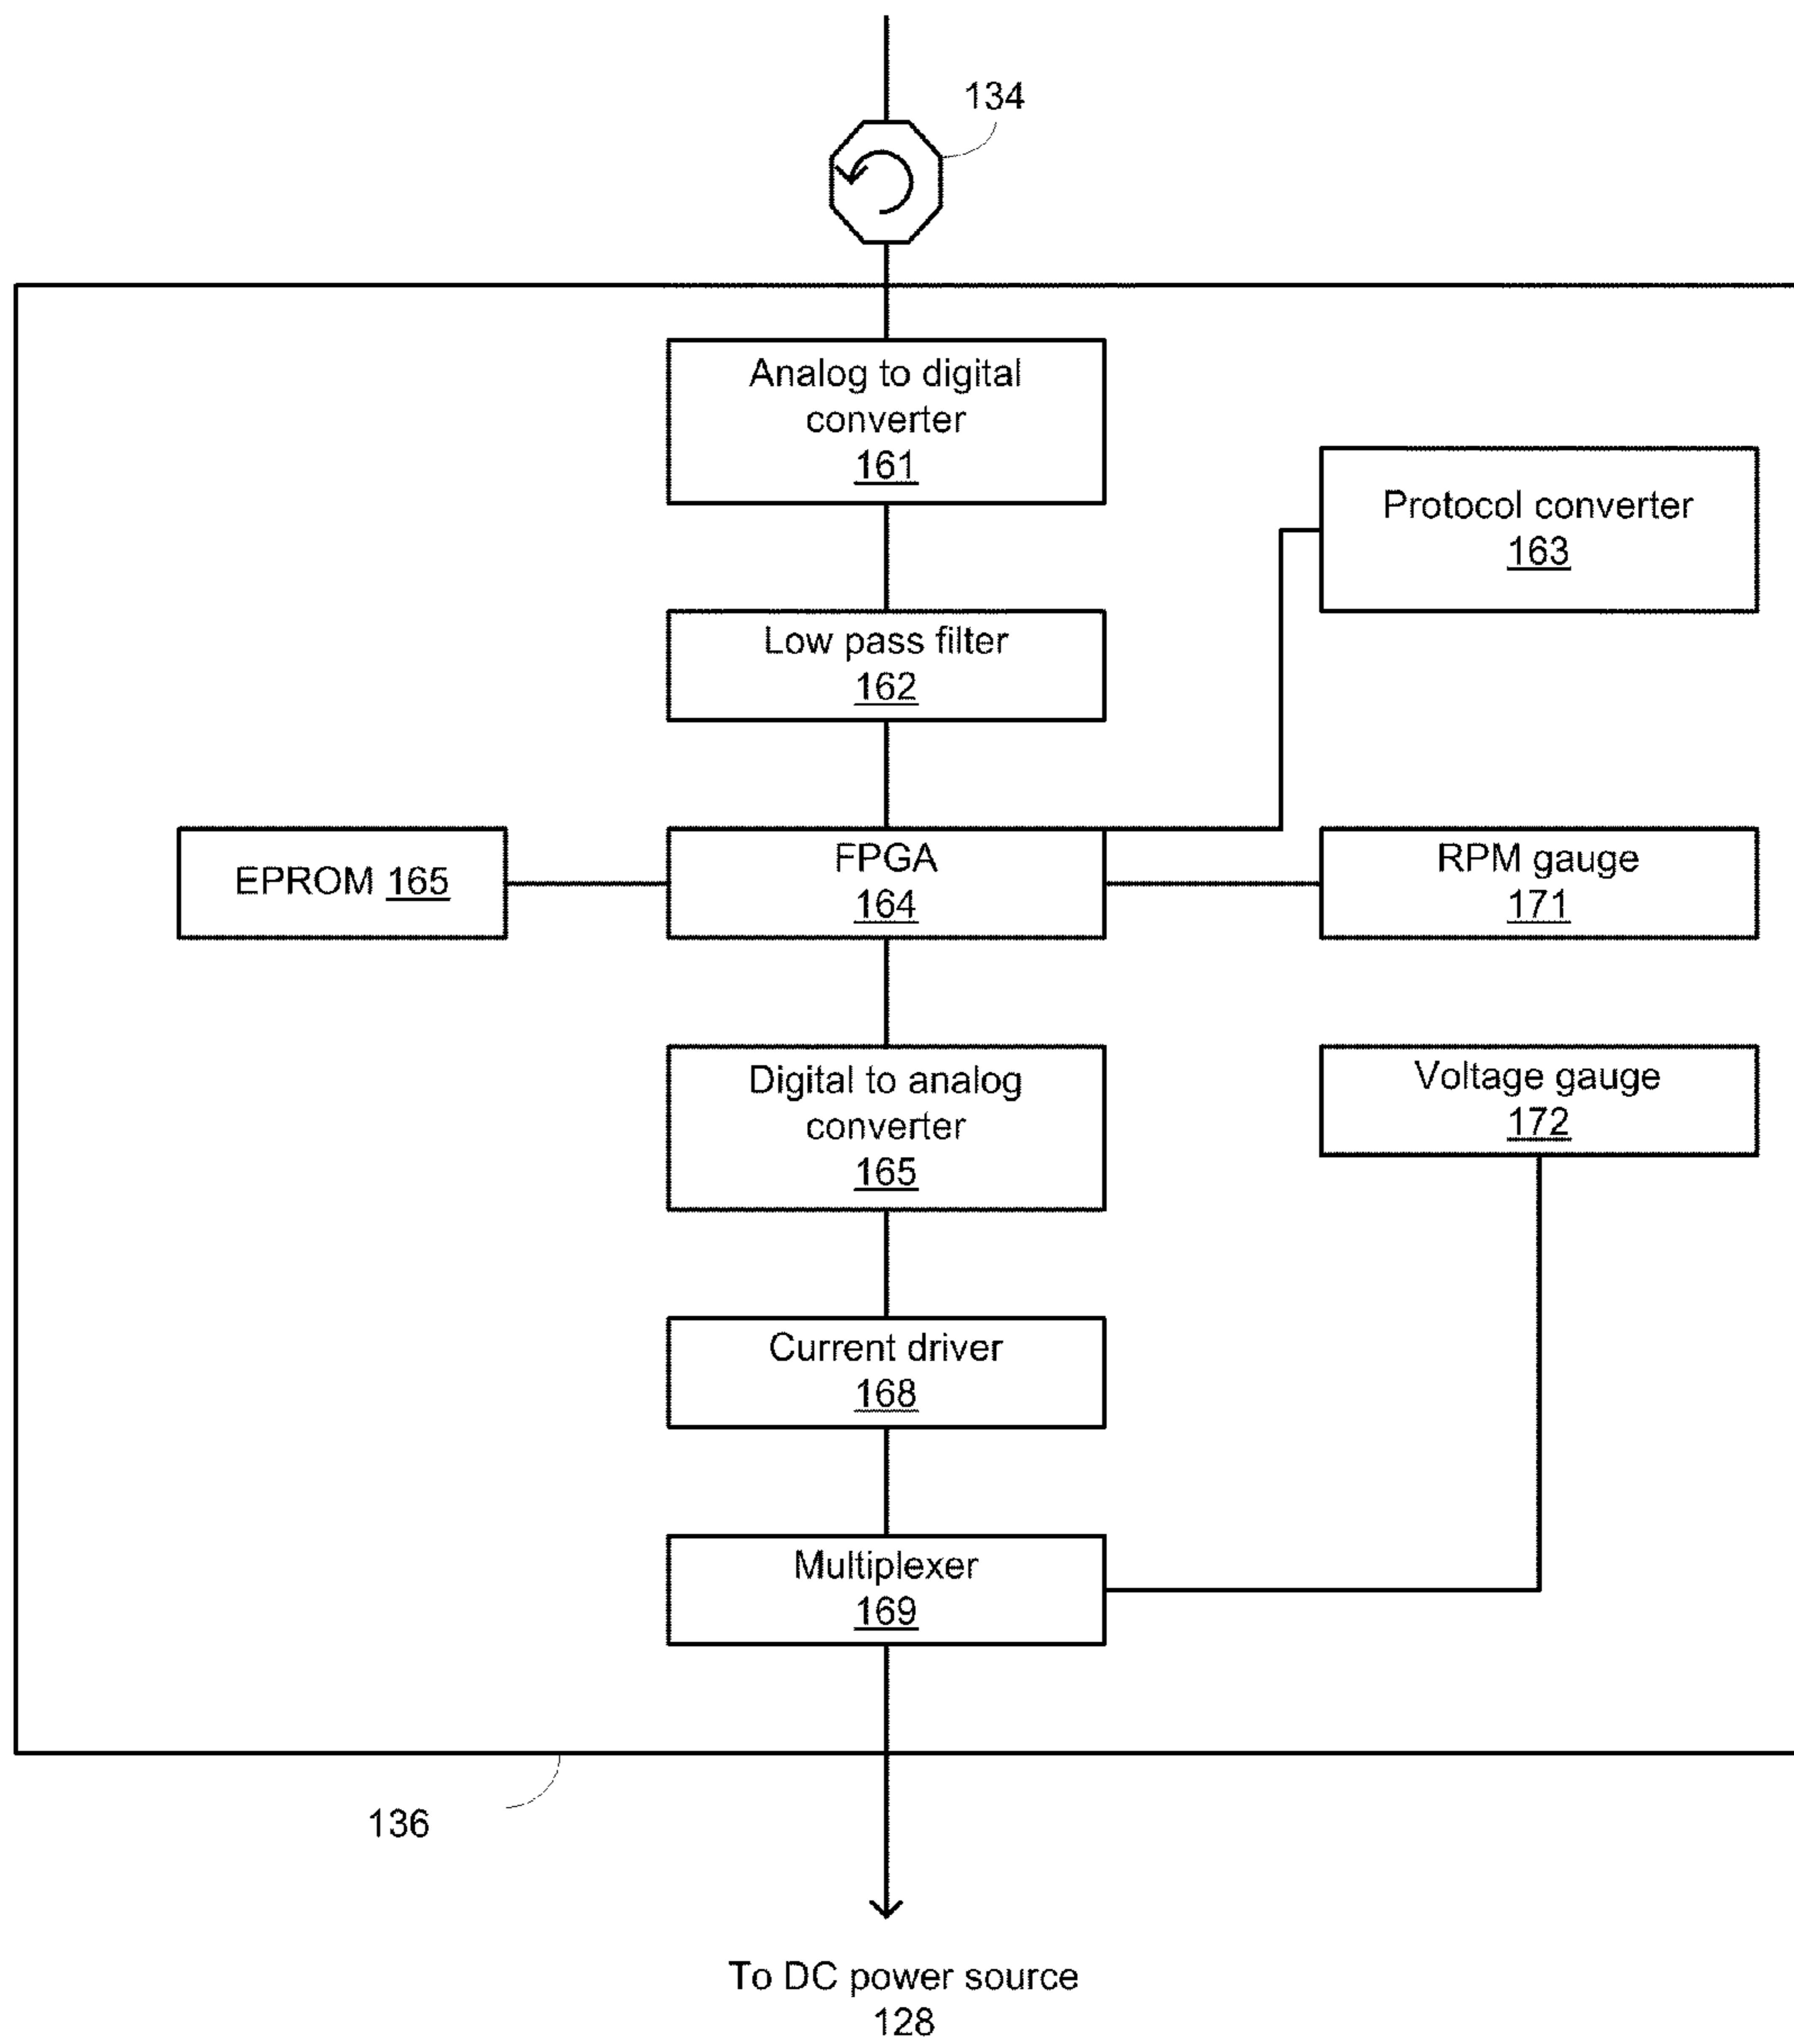 134
Analog to digital
converter
161
Protocol converter
163
Low pass filter
162
EPROM 165
FPGA
164
RPM gauge
171
Digital to analog
converter
165
Voltage gauge
172
Current driver
168
Multiplexer
169
136
To DC power source
128